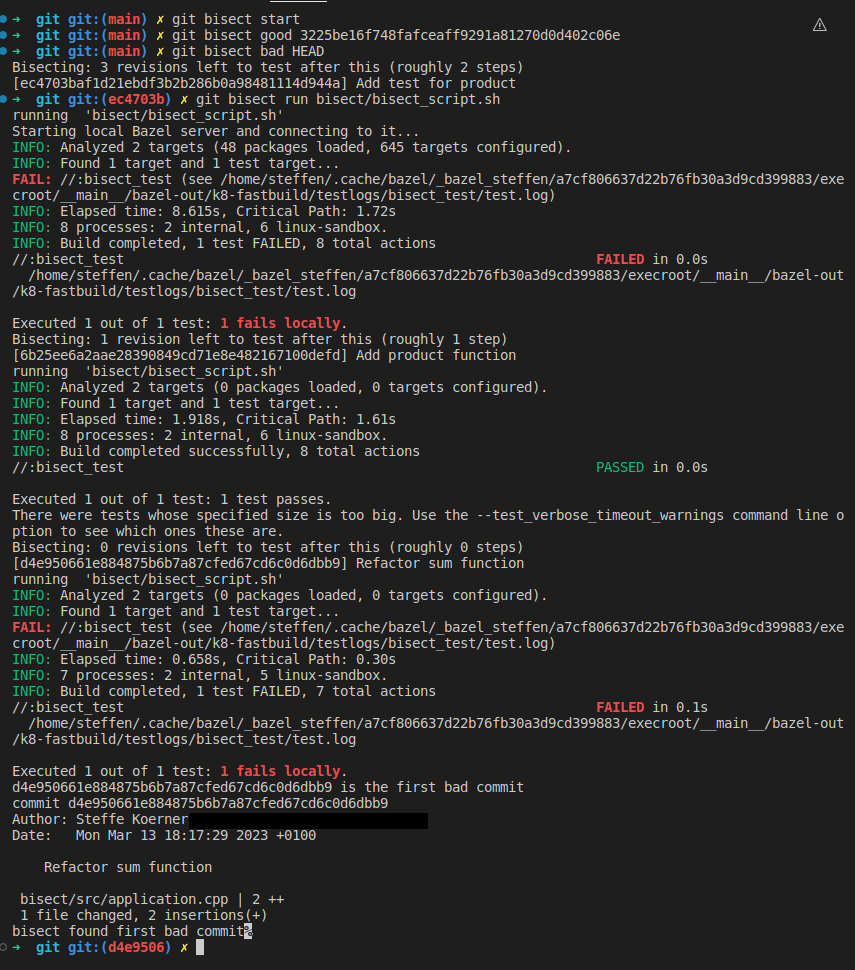 ➜  git git:(main) ✗ git bisect start
➜  git git:(main) ✗ git bisect good 3225be16f748fafceaff9291a81270d0d402c06e
➜  git git:(main) ✗ git bisect bad HEAD
Bisecting: 3 revisions left to test after this (roughly 2 steps)
[ec4703baf1d21ebdf3b2b286b0a98481114d944a] Add test for product
➜  git git:(ec4703b) ✗ git bisect run bisect/bisect_script.sh
running  'bisect/bisect_script.sh'
Starting local Bazel server and connecting to it...
INFO: Analyzed 2 targets (48 packages loaded, 645 targets configured).
INFO: Found 1 target and 1 test target...
FAIL: //:bisect_test (see /home/steffen/.cache/bazel/_bazel_steffen/a7cf806637d22b76fb30a3d9cd399883/exe
croot/__main__/bazel-out/k8-fastbuild/testlogs/bisect_test/test.log)
INFO: Elapsed time: 8.615s, Critical Path: 1.72s
INFO: 8 processes: 2 internal, 6 linux-sandbox.
INFO: Build completed, 1 test FAILED, 8 total actions
//:bisect_test                                                           FAILED in 0.0s
  /home/steffen/.cache/bazel/_bazel_steffen/a7cf806637d22b76fb30a3d9cd399883/execroot/__main__/bazel-out
/k8-fastbuild/testlogs/bisect_test/test.log

Executed 1 out of 1 test: 1 fails locally.
Bisecting: 1 revision left to test after this (roughly 1 step)
[6b25ee6a2aae28390849cd71e8e482167100defd] Add product function
running  'bisect/bisect_script.sh'
INFO: Analyzed 2 targets (0 packages loaded, 0 targets configured).
INFO: Found 1 target and 1 test target...
INFO: Elapsed time: 1.918s, Critical Path: 1.61s
INFO: 8 processes: 2 internal, 6 linux-sandbox.
INFO: Build completed successfully, 8 total actions
//:bisect_test                                                           PASSED in 0.0s

Executed 1 out of 1 test: 1 test passes.
There were tests whose specified size is too big. Use the --test_verbose_timeout_warnings command line o
ption to see which ones these are.
Bisecting: 0 revisions left to test after this (roughly 0 steps)
[d4e950661e884875b6b7a87cfed67cd6c0d6dbb9] Refactor sum function
running  'bisect/bisect_script.sh'
INFO: Analyzed 2 targets (0 packages loaded, 0 targets configured).
INFO: Found 1 target and 1 test target...
FAIL: //:bisect_test (see /home/steffen/.cache/bazel/_bazel_steffen/a7cf806637d22b76fb30a3d9cd399883/exe
croot/__main__/bazel-out/k8-fastbuild/testlogs/bisect_test/test.log)
INFO: Elapsed time: 0.658s, Critical Path: 0.30s
INFO: 7 processes: 2 internal, 5 linux-sandbox.
INFO: Build completed, 1 test FAILED, 7 total actions
//:bisect_test                                                           FAILED in 0.1s
  /home/steffen/.cache/bazel/_bazel_steffen/a7cf806637d22b76fb30a3d9cd399883/execroot/__main__/bazel-out
/k8-fastbuild/testlogs/bisect_test/test.log

Executed 1 out of 1 test: 1 fails locally.
d4e950661e884875b6b7a87cfed67cd6c0d6dbb9 is the first bad commit
commit d4e950661e884875b6b7a87cfed67cd6c0d6dbb9
Author: Steffe Koerner
Date:   Mon Mar 13 18:17:29 2023 +0100

    Refactor sum function

 bisect/src/application.cpp | 2 ++
 1 file changed, 2 insertions(+)
bisect found first bad commit%
➜  git git:(d4e9506) ✗